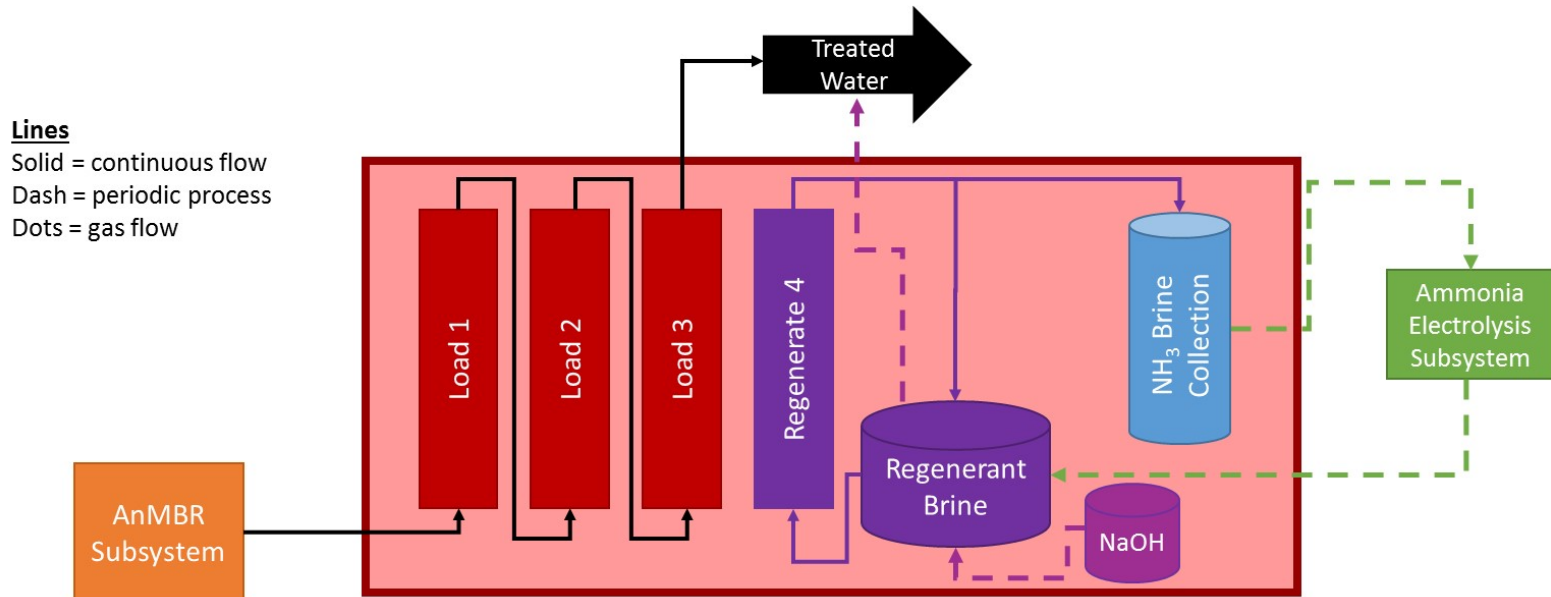 Treated
Water
Lines
Solid = continuous flow
Dash = periodic process
Dots = gas flow
Load 1
Load 2
Load 3
Regenerate 4
NH₃ Brine
Collection
Ammonia
Electrolysis
Subsystem
Regenerant
Brine
AnMBR
Subsystem
NaOH